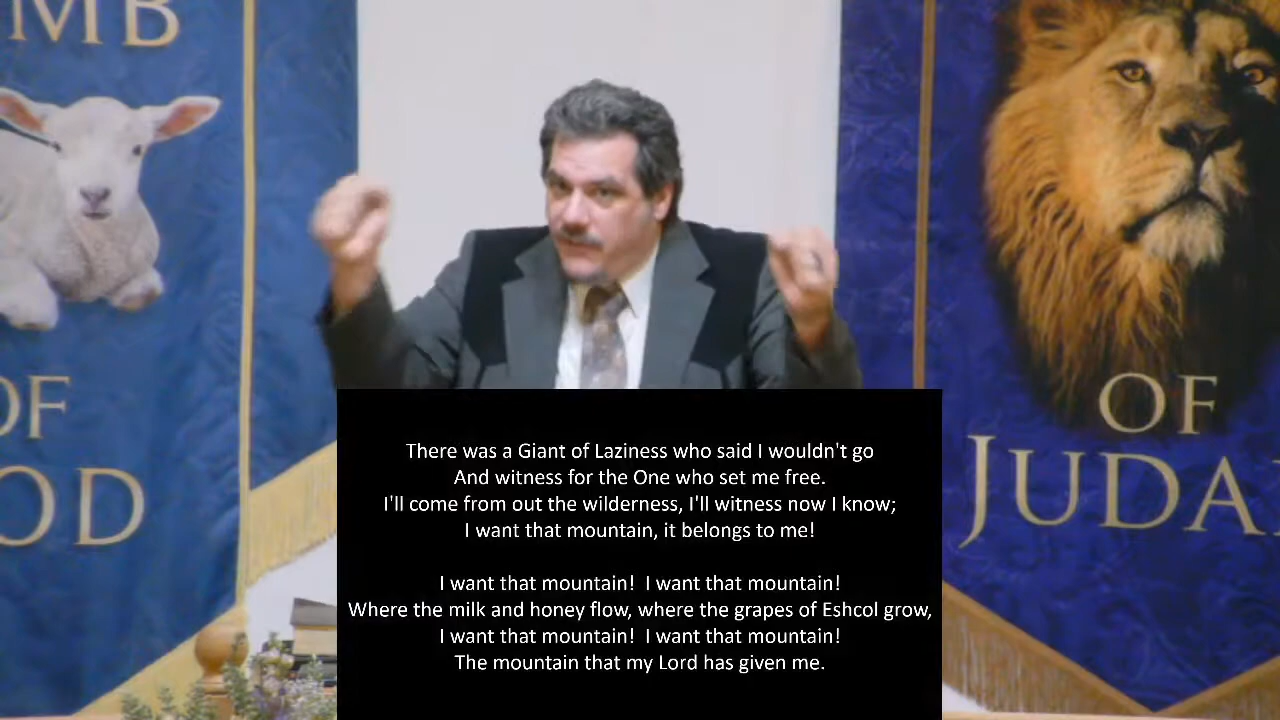 MB
OF
OD
OF
JUDA
There was a Giant of Laziness who said I wouldn't go
And witness for the One who set me free.
I'll come from out the wilderness, I'll witness now I know;
I want that mountain, it belongs to me!
I want that mountain!  I want that mountain!
Where the milk and honey flow, where the grapes of Eshcol grow,
I want that mountain!  I want that mountain!
The mountain that my Lord has given me.